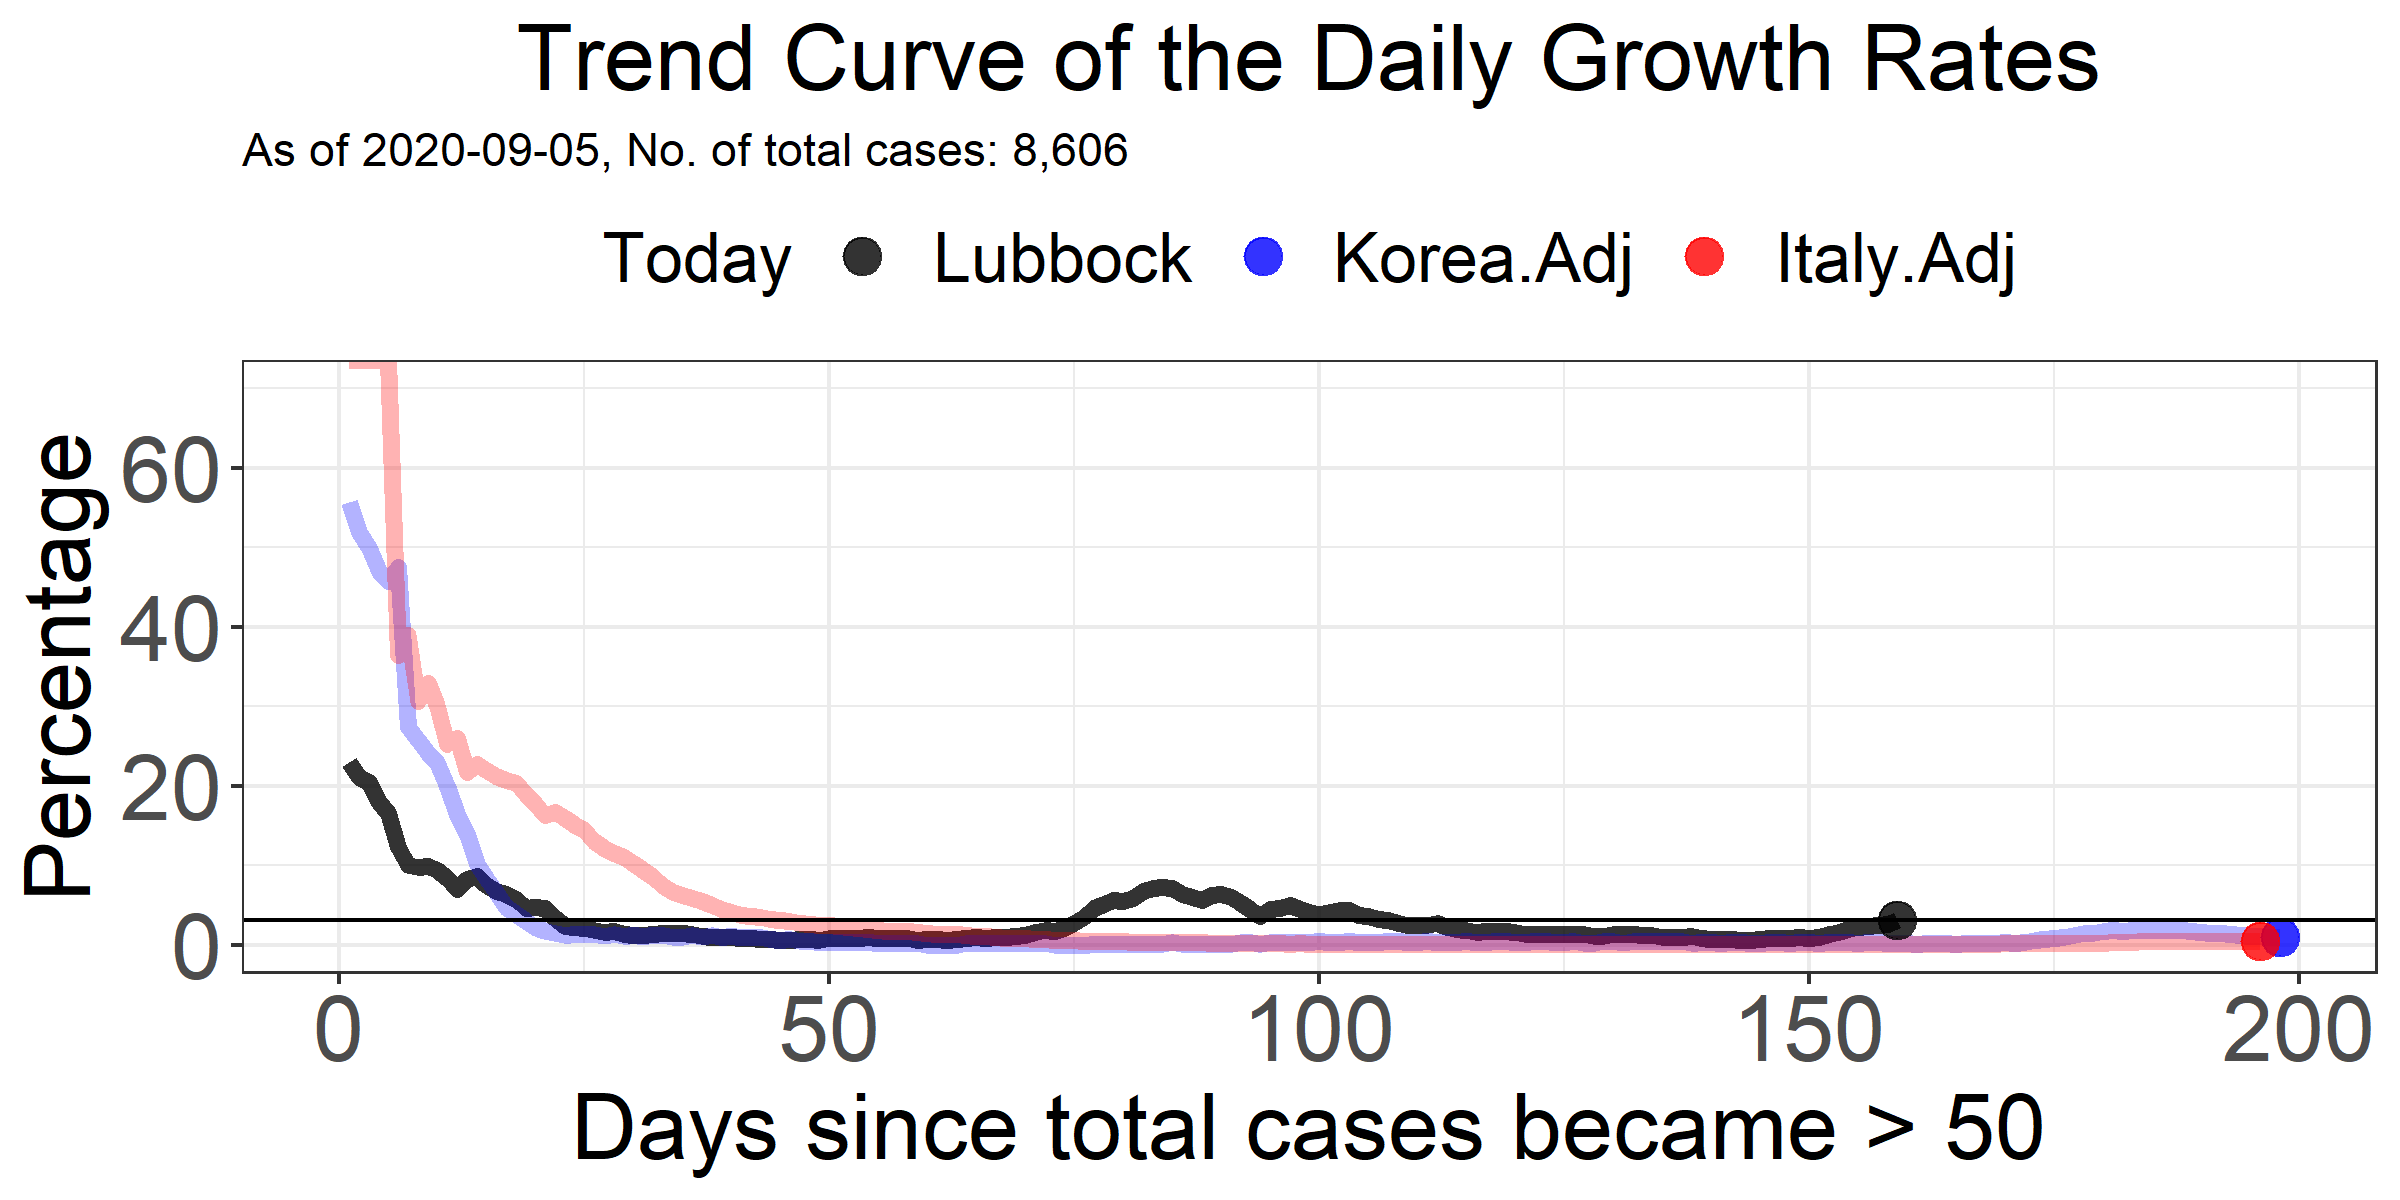 Trend Curve of the Daily Growth Rates
As of 2020-09-05, No. of total cases: 8,606
Today Lubbock Korea.Adj Italy.Adj
Percentage
60
40
20
0
0 50 100 150 200
Days since total cases became > 50